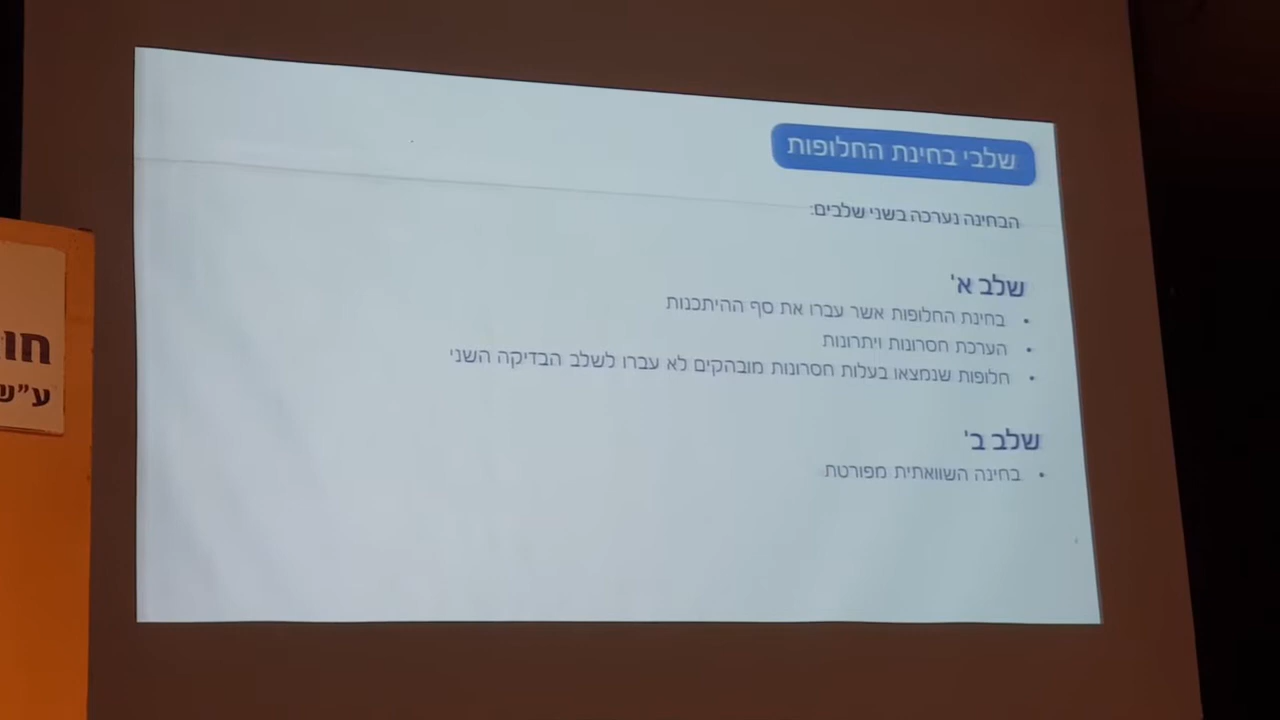 שלבי בחינת החלופות
הבחינה נערכה בשני שלבים:
שלב א'
• בחינת החלופות אשר עברו את סף ההיתכנות
• הערכת חסרונות ויתרונות
• חלופות שנמצאו בעלות חסרונות מובהקים לא עברו לשלב הבדיקה השני
שלב ב'
• בחינה השוואתית מפורטת
ע״ש